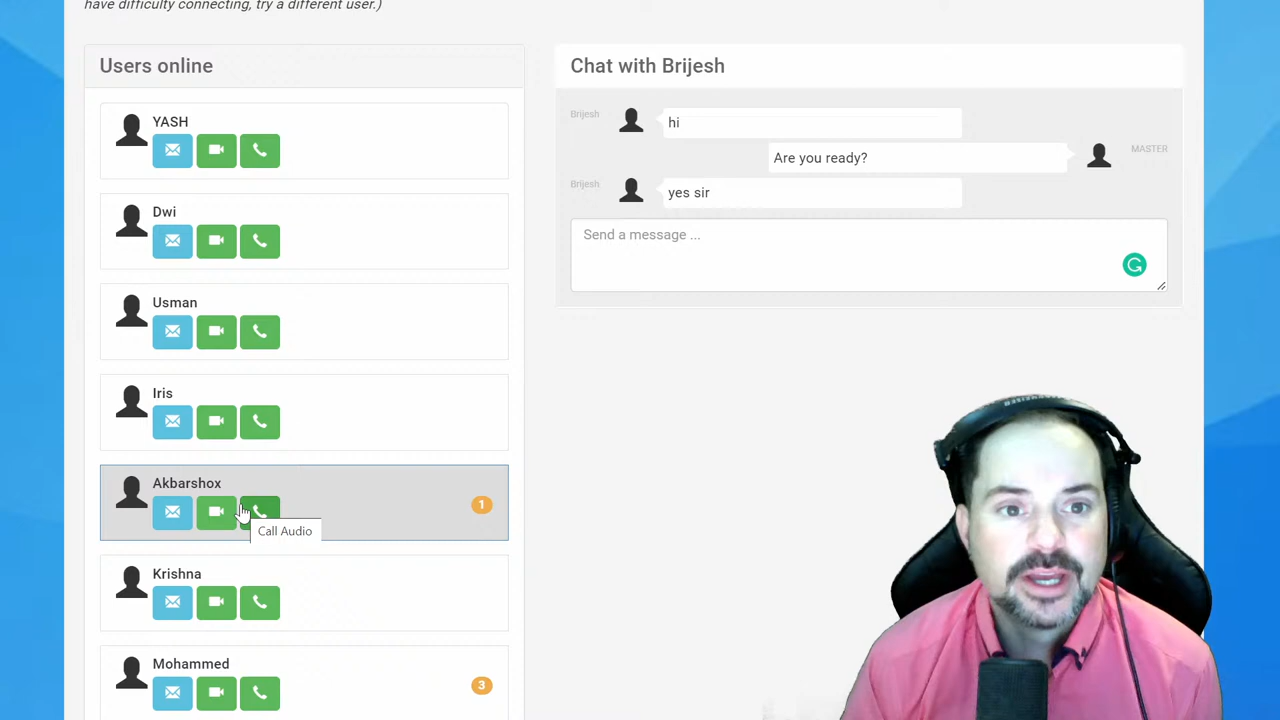 have difficulty connecting, try a different user.)
Users online
YASH
Dwi
Usman
Iris
Akbarshox
1
Call Audio
Krishna
Mohammed
3
Chat with Brijesh
Brijesh
hi
Are you ready?
MASTER
Brijesh
yes sir
Send a message ...